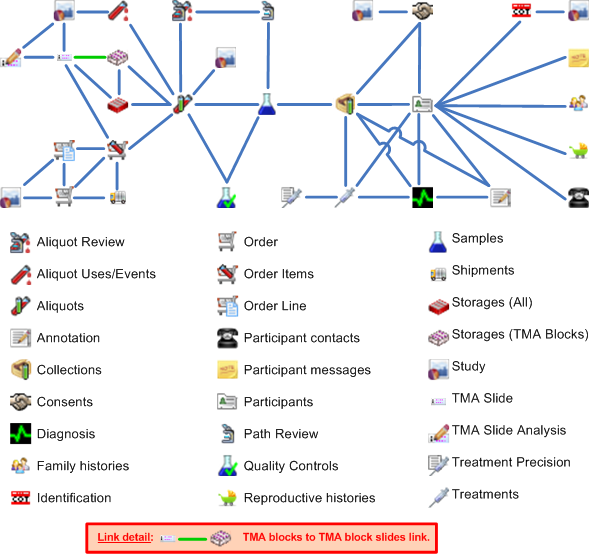 Aliquot Review
Order
Samples
Aliquot Uses/Events
Order Items
Shipments
Aliquots
Order Line
Storages (All)
Annotation
Participant contacts
Storages (TMA Blocks)
Collections
Participant messages
Study
Consents
Participants
TMA Slide
Diagnosis
Path Review
TMA Slide Analysis
Family histories
Quality Controls
Treatment Precision
Identification
Reproductive histories
Treatments
Link detail: TMA blocks to TMA block slides link.